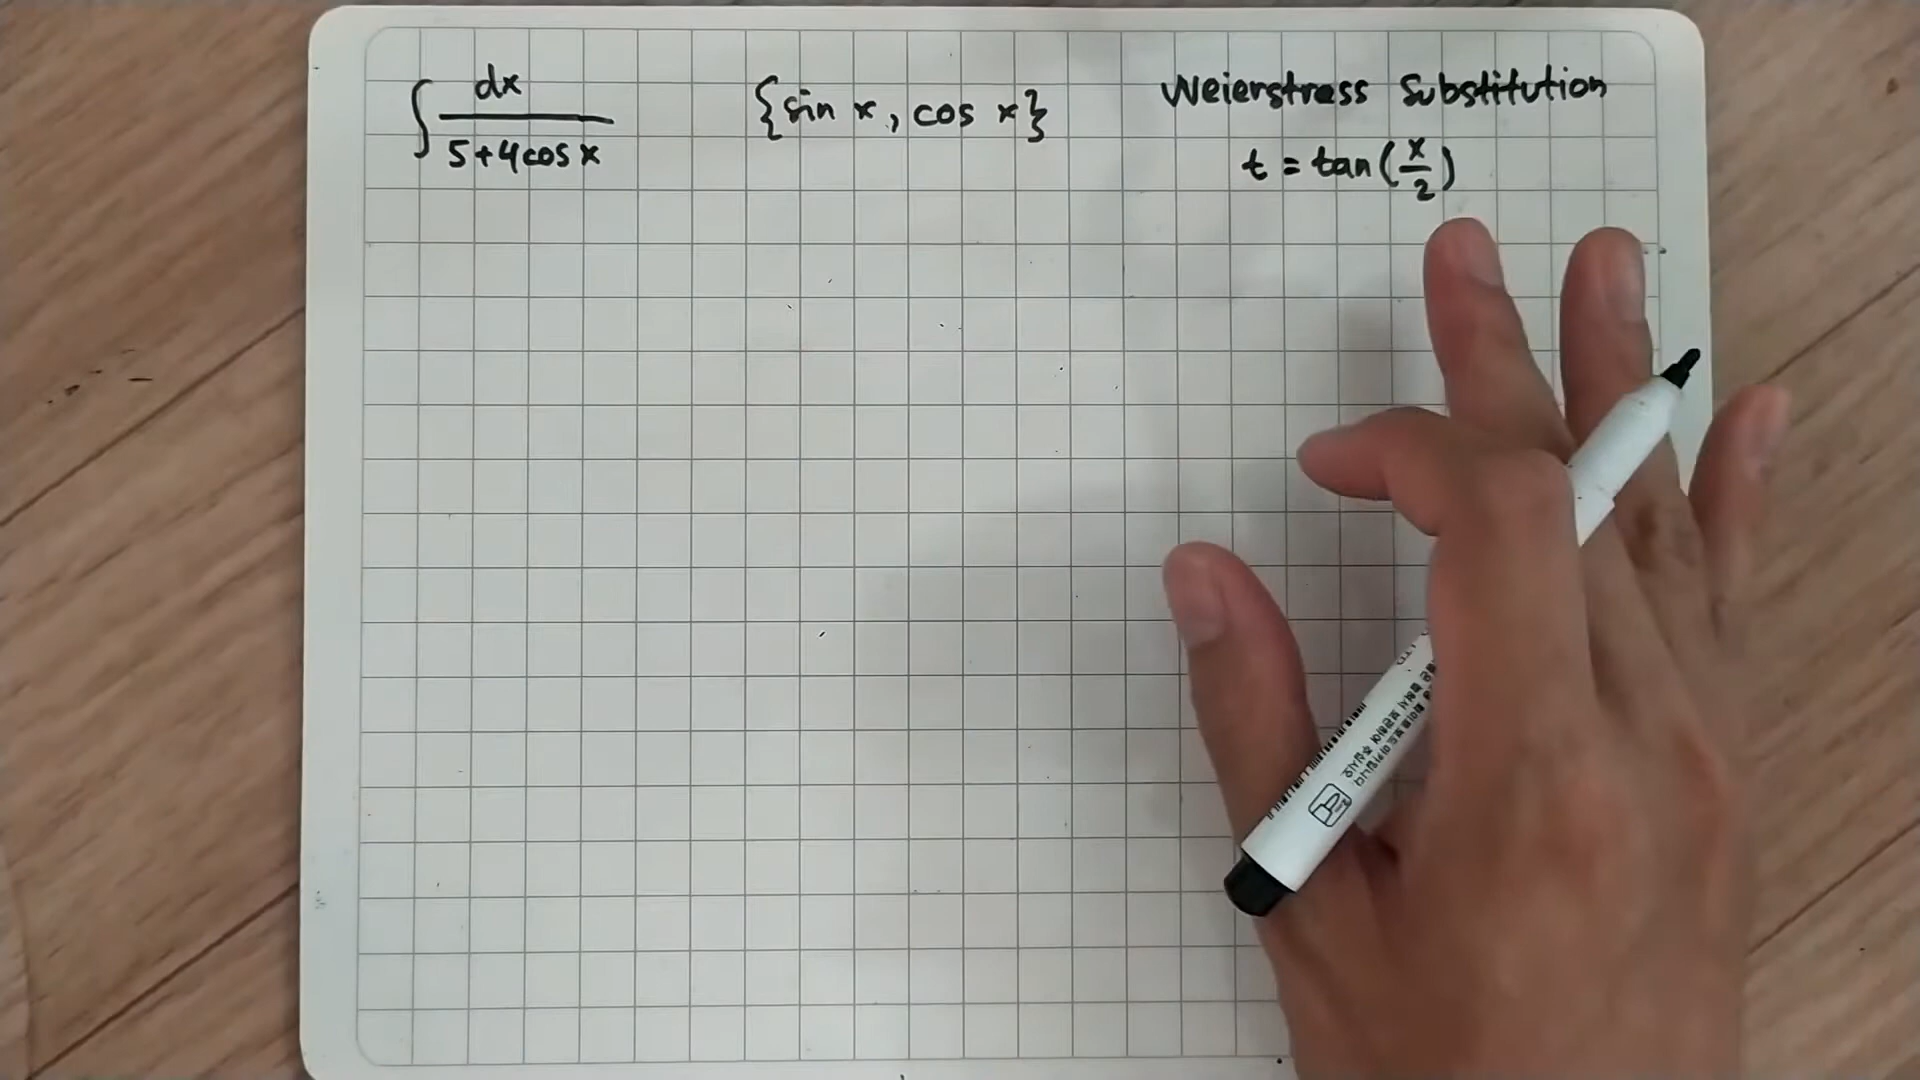 ∫ dx / (5+4cos x)
{sin x, cos x}
Weierstrass Substitution
t = tan(x/2)